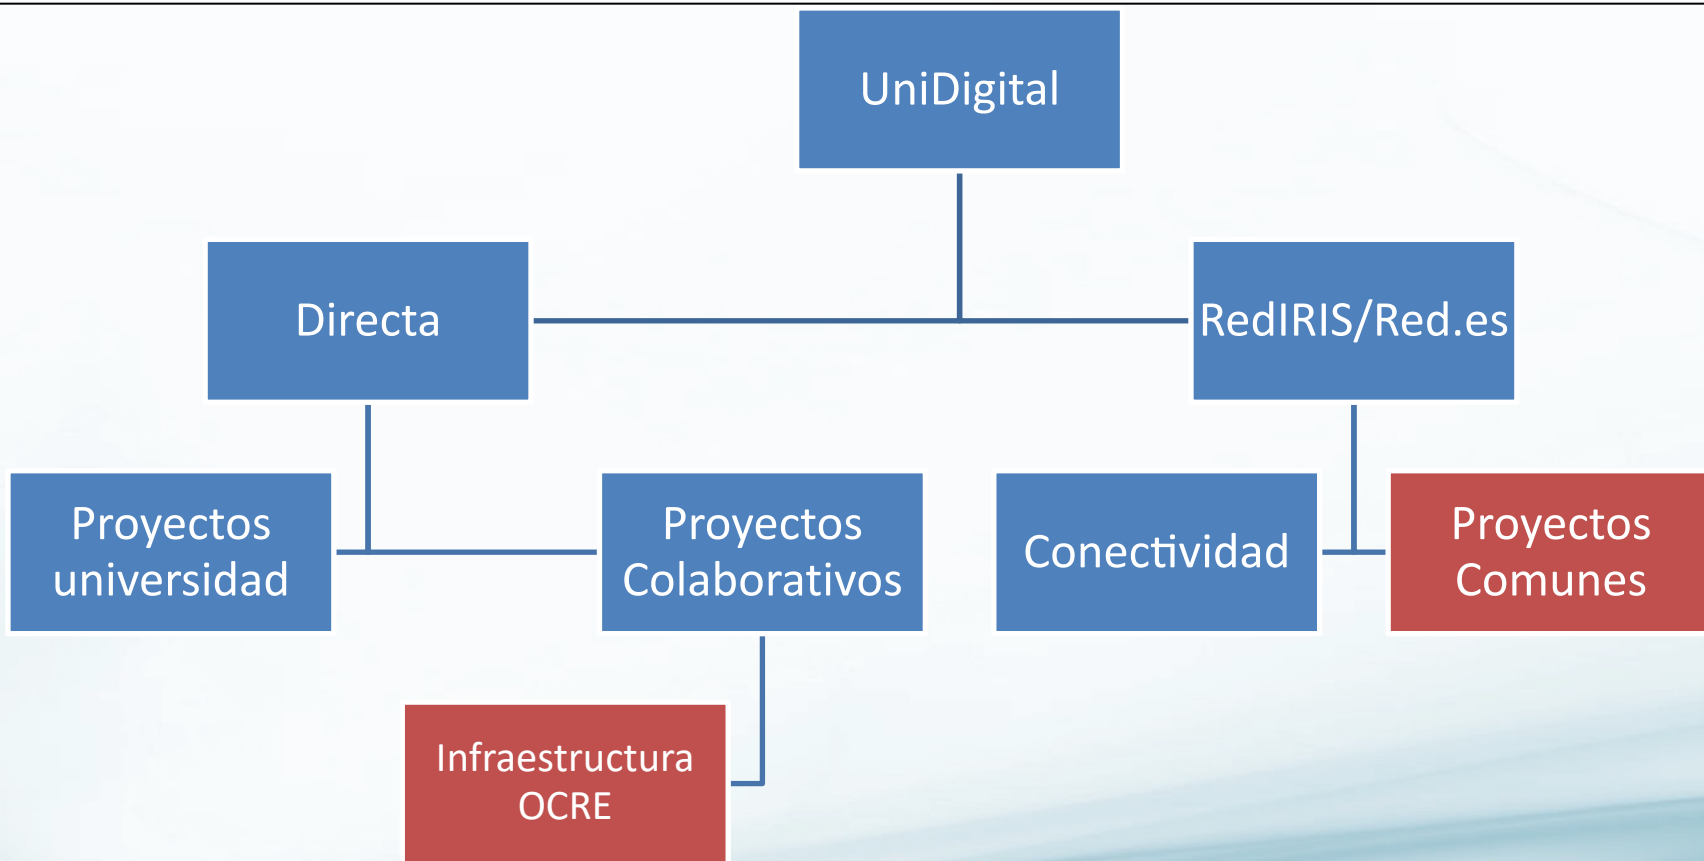 UniDigital
Directa
RedIRIS/Red.es
Proyectos
universidad
Proyectos
Colaborativos
Conectividad
Proyectos
Comunes
Infraestructura
OCRE